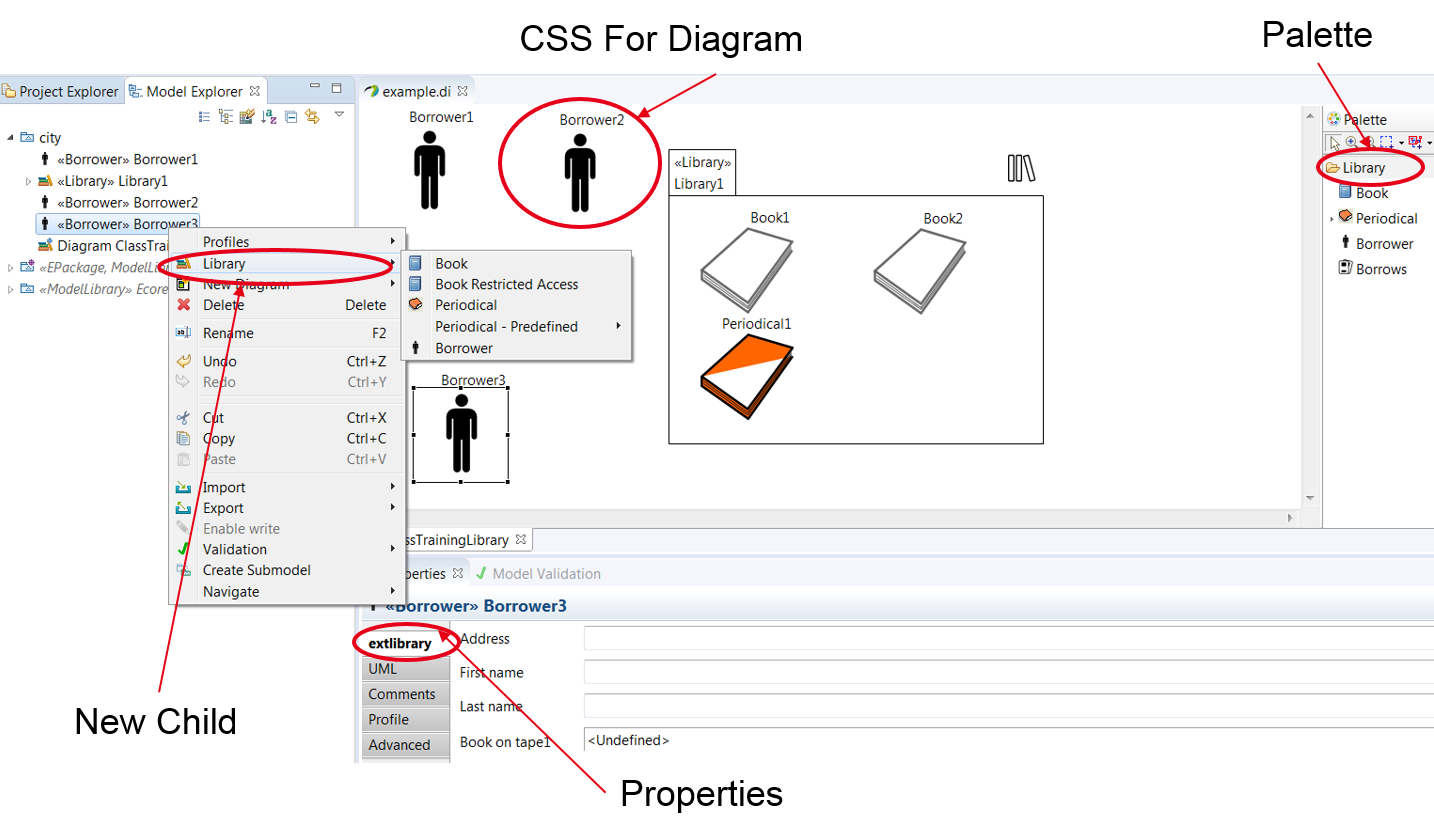 CSS For Diagram
Palette
Project Explorer
Model Explorer
example.di
city
«Borrower» Borrower1
«Library» Library1
«Borrower» Borrower2
«Borrower» Borrower3
Diagram ClassTrai
«EPackage, ModelLib
«ModelLibrary» Ecore
Profiles
Library
New Diagram
Delete Delete
Rename F2
Undo Ctrl+Z
Redo Ctrl+Y
Cut Ctrl+X
Copy Ctrl+C
Paste Ctrl+V
Import
Export
Enable write
Validation
Create Submodel
Navigate
Book
Book Restricted Access
Periodical
Periodical - Predefined
Borrower
Borrower1
Borrower2
«Library»
Library1
Book1
Book2
Periodical1
Borrower3
Palette
Library
Book
Periodical
Borrower
Borrows
ssTrainingLibrary
perties
Model Validation
«Borrower» Borrower3
extlibrary
UML
Comments
Profile
Advanced
Address
First name
Last name
Book on tape1
<Undefined>
New Child
Properties